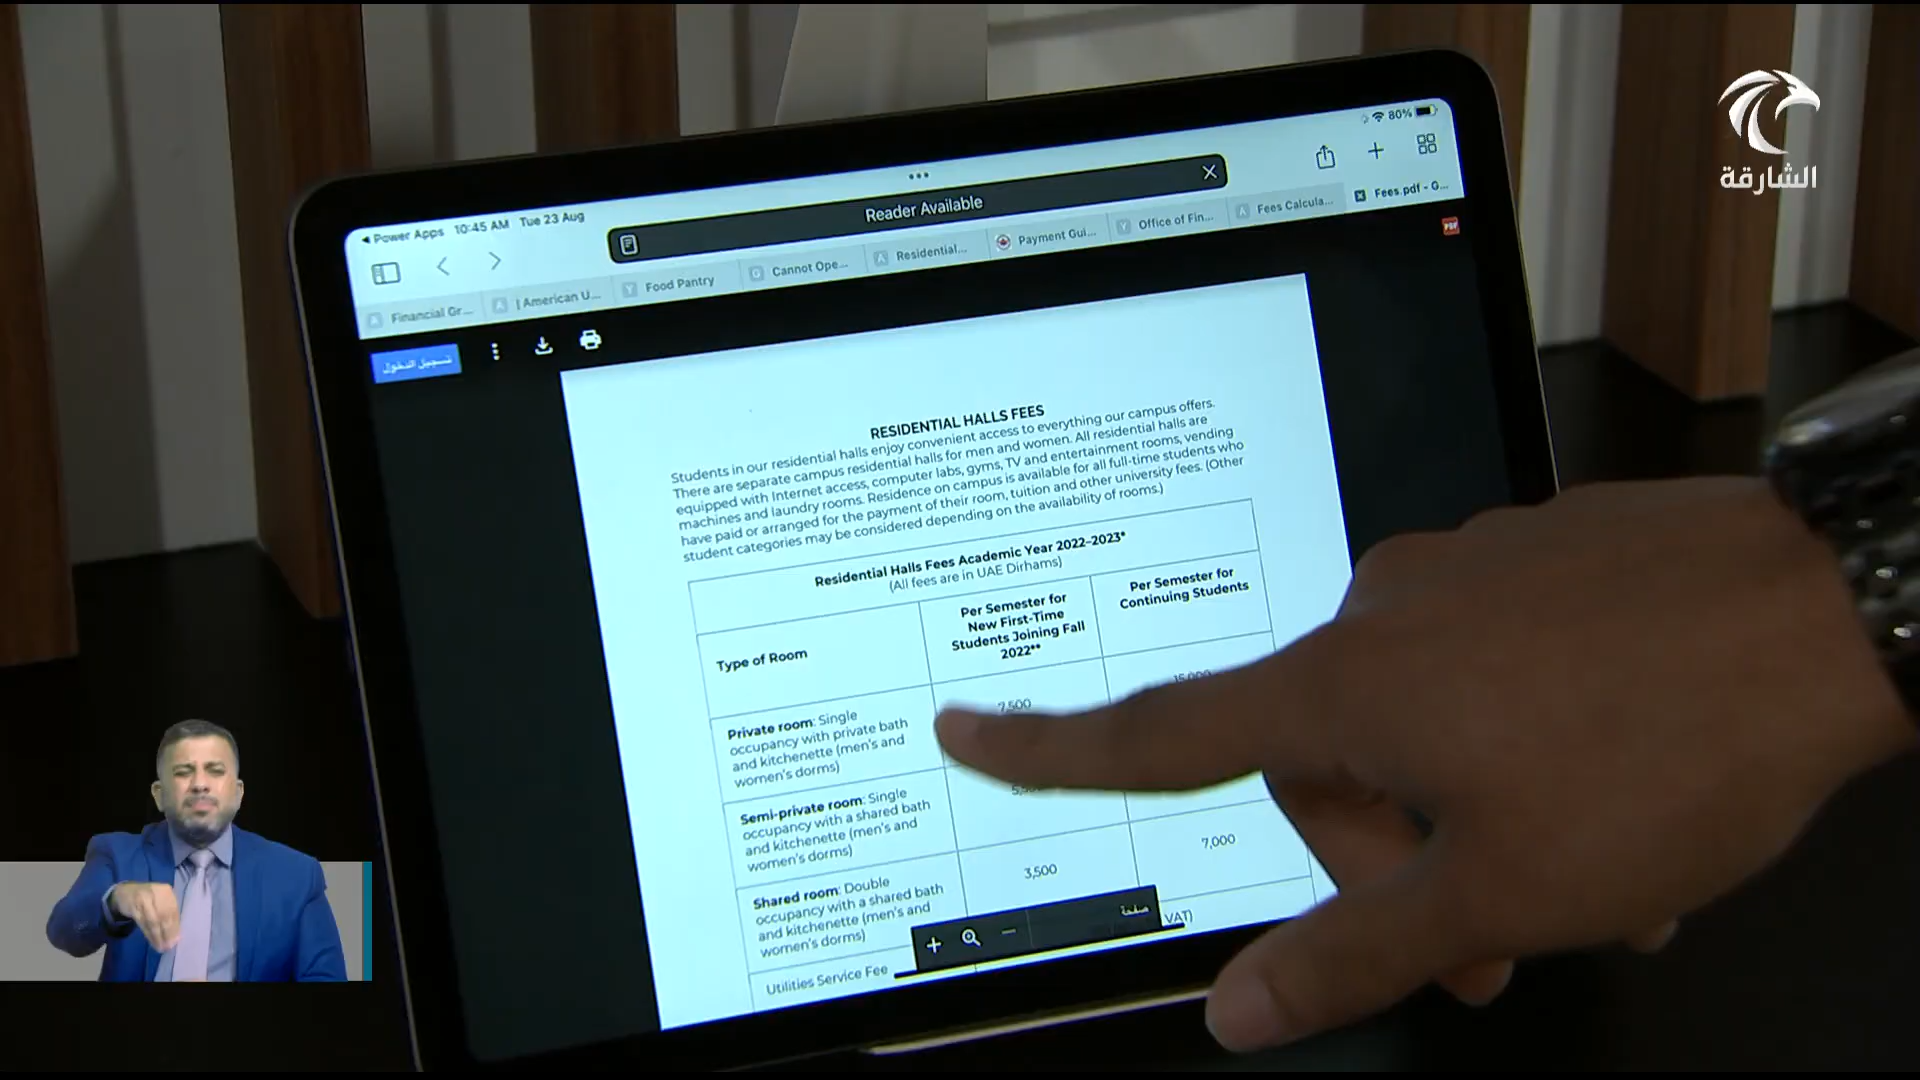 الشارقة
Power Apps 10:45 AM Tue 23 Aug
80%
Reader Available
Financial Gr...
| American U...
Food Pantry
Cannot Ope...
Residential...
Payment Gui...
Office of Fin...
Fees Calcula...
Fees.pdf - G...
تسجيل الدخول
RESIDENTIAL HALLS FEES
Students in our residential halls enjoy convenient access to everything our campus offers.
There are separate campus residential halls for men and women. All residential halls are
equipped with Internet access, computer labs, gyms, TV and entertainment rooms, vending
machines and laundry rooms. Residence on campus is available for all full-time students who
have paid or arranged for the payment of their room, tuition and other university fees. (Other
student categories may be considered depending on the availability of rooms.)
Residential Halls Fees Academic Year 2022-2023*
(All fees are in UAE Dirhams)
Type of Room
Per Semester for
New First-Time
Students Joining Fall
2022**
Per Semester for
Continuing Students
Private room: Single
occupancy with private bath
and kitchenette (men's and
women's dorms)
7,500
15,000
Semi-private room: Single
occupancy with a shared bath
and kitchenette (men's and
women's dorms)
Shared room: Double
occupancy with a shared bath
and kitchenette (men's and
women's dorms)
3,500
7,000
Utilities Service Fee
VAT)
صفحة